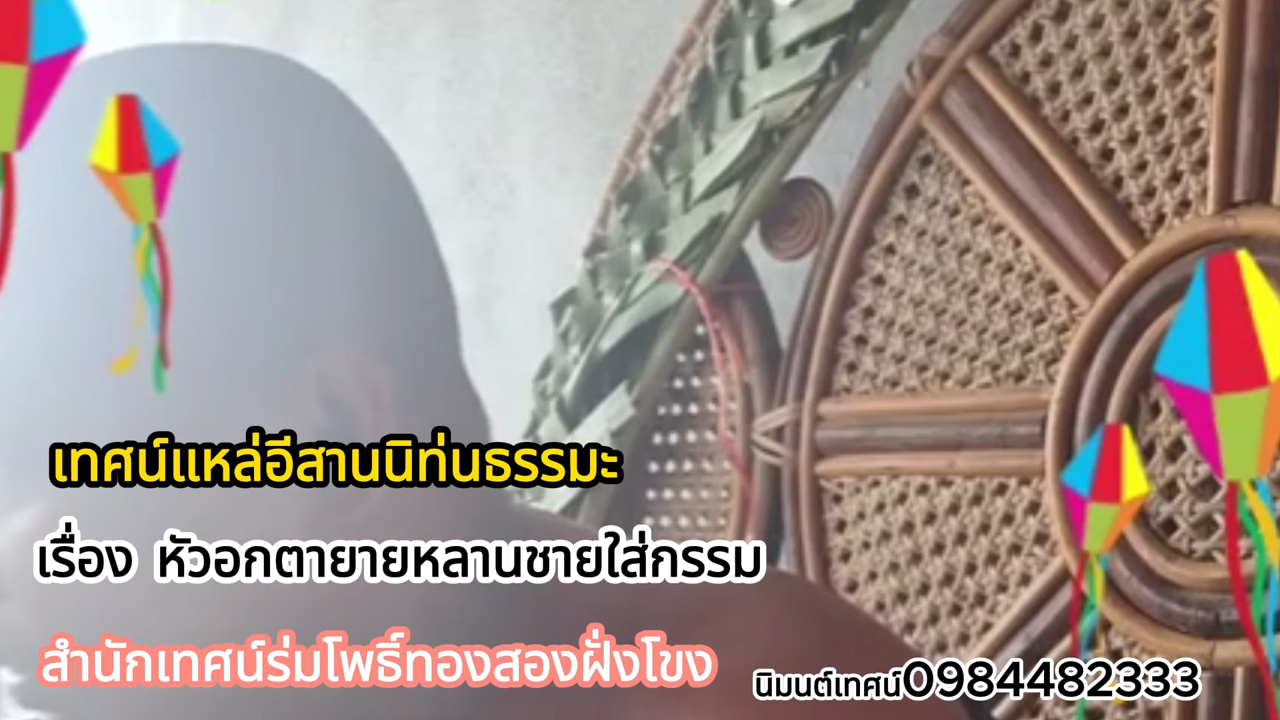 เทศน์แหล่อีสานนิท่นธรรมะ
เรื่อง หัวอกตายายหลานชายใส่กรรม
สำนักเทศน์ร่มโพธิ์ทองสองฝั่งโขง
นิมนต์เทศน์0984482333